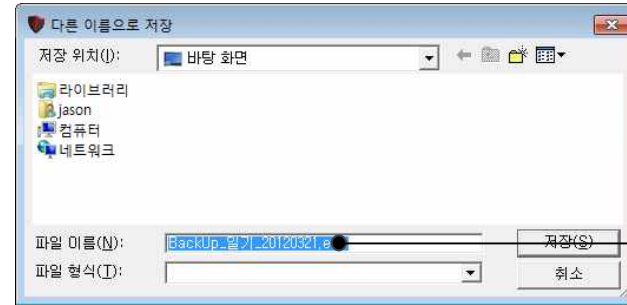 다른 이름으로 저장
저장 위치(I): 바탕 화면
라이브러리
jason
컴퓨터
네트워크
파일 이름(N): BackUp_일기_20120321.e
저장(S)
파일 형식(T):
취소